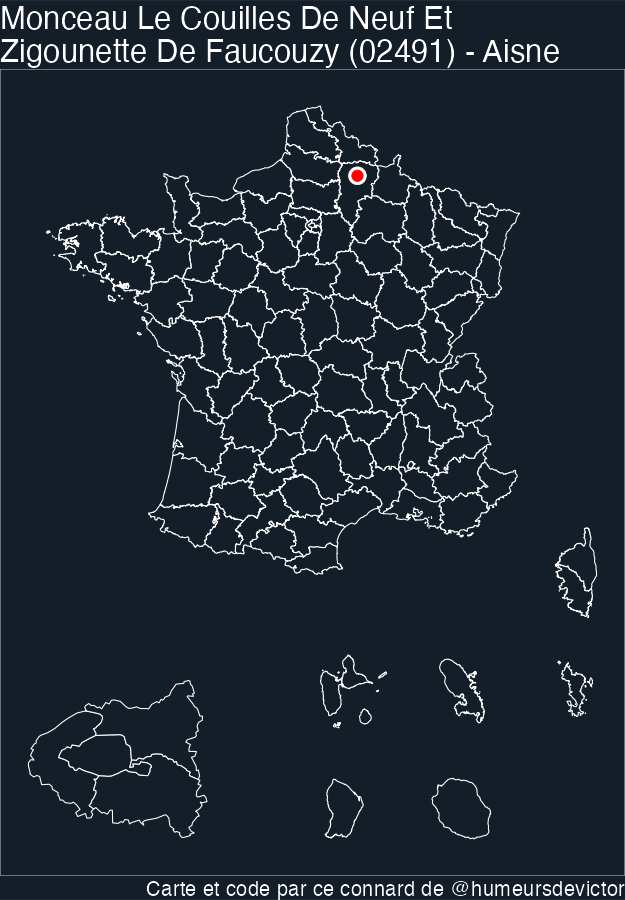 Monceau Le Couilles De Neuf Et
Zigounette De Faucouzy (02491) - Aisne
Carte et code par ce connard de @humeursdevictor